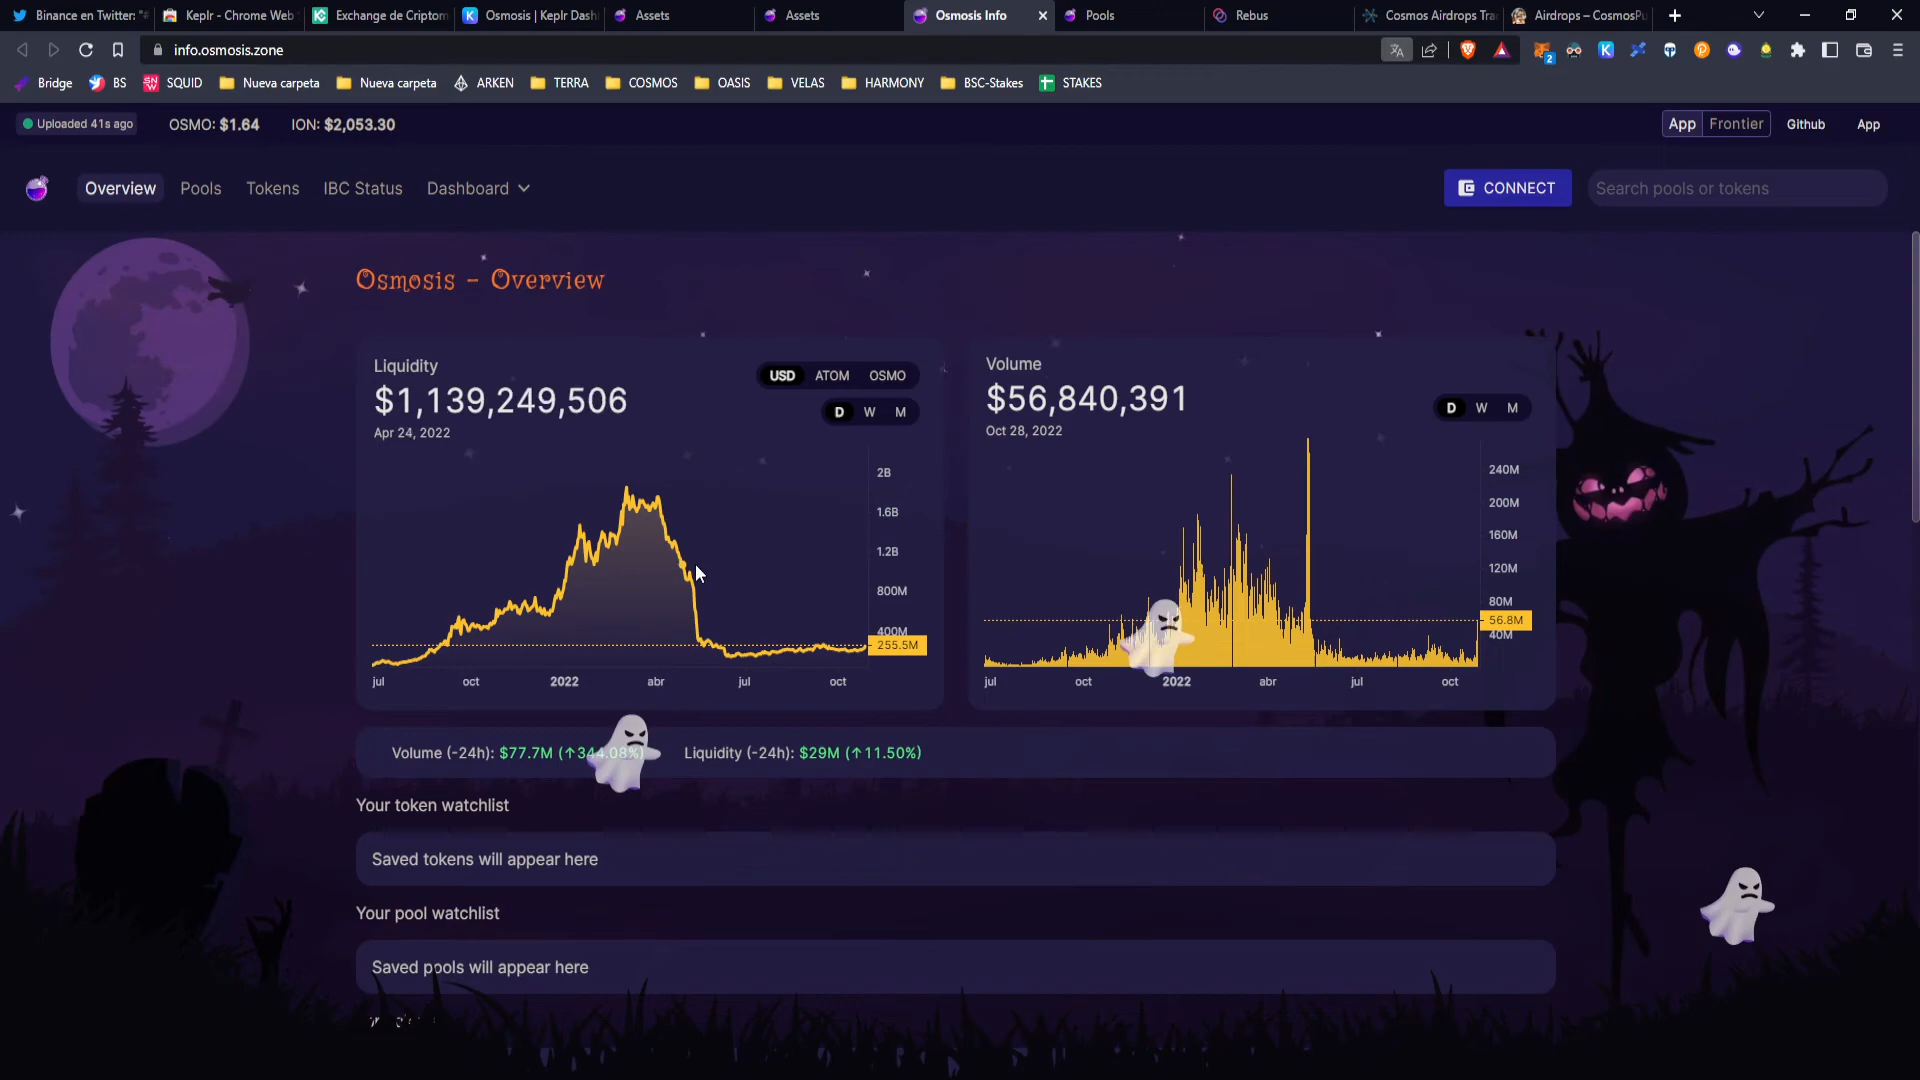 Binance en Twitter: "
Keplr - Chrome Web
Exchange de Criptom
Osmosis | Keplr Dash
Assets
Assets
Osmosis Info
Pools
Rebus
Cosmos Airdrops Tra
Airdrops – CosmosPu
info.osmosis.zone
2
Bridge
BS
SQUID
Nueva carpeta
Nueva carpeta
ARKEN
TERRA
COSMOS
OASIS
VELAS
HARMONY
BSC-Stakes
STAKES
Uploaded 41s ago
OSMO: $1.64
ION: $2,053.30
App
Frontier
Github
App
Overview
Pools
Tokens
IBC Status
Dashboard
CONNECT
Search pools or tokens
Osmosis - Overview
Liquidity
$1,139,249,506
Apr 24, 2022
USD ATOM OSMO
D W M
2B
1.6B
1.2B
800M
400M
255.5M
jul oct 2022 abr jul oct
Volume
$56,840,391
Oct 28, 2022
D W M
240M
200M
160M
120M
80M
56.8M
40M
jul oct 2022 abr jul oct
Volume (-24h): $77.7M (↑344.08%)
Liquidity (-24h): $29M (↑11.50%)
Your token watchlist
Saved tokens will appear here
Your pool watchlist
Saved pools will appear here